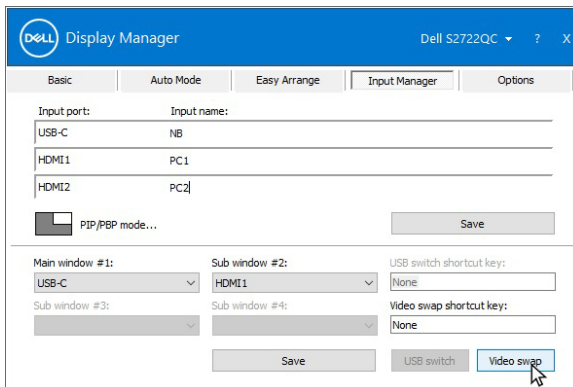 DELL Display Manager Dell S2722QC ? X
Basic Auto Mode Easy Arrange Input Manager Options
Input port: Input name:
USB-C NB
HDMI1 PC1
HDMI2 PC2
PIP/PBP mode... Save
Main window #1: Sub window #2: USB switch shortcut key:
USB-C HDMI1 None
Sub window #3: Sub window #4: Video swap shortcut key:
None
Save USB switch Video swap